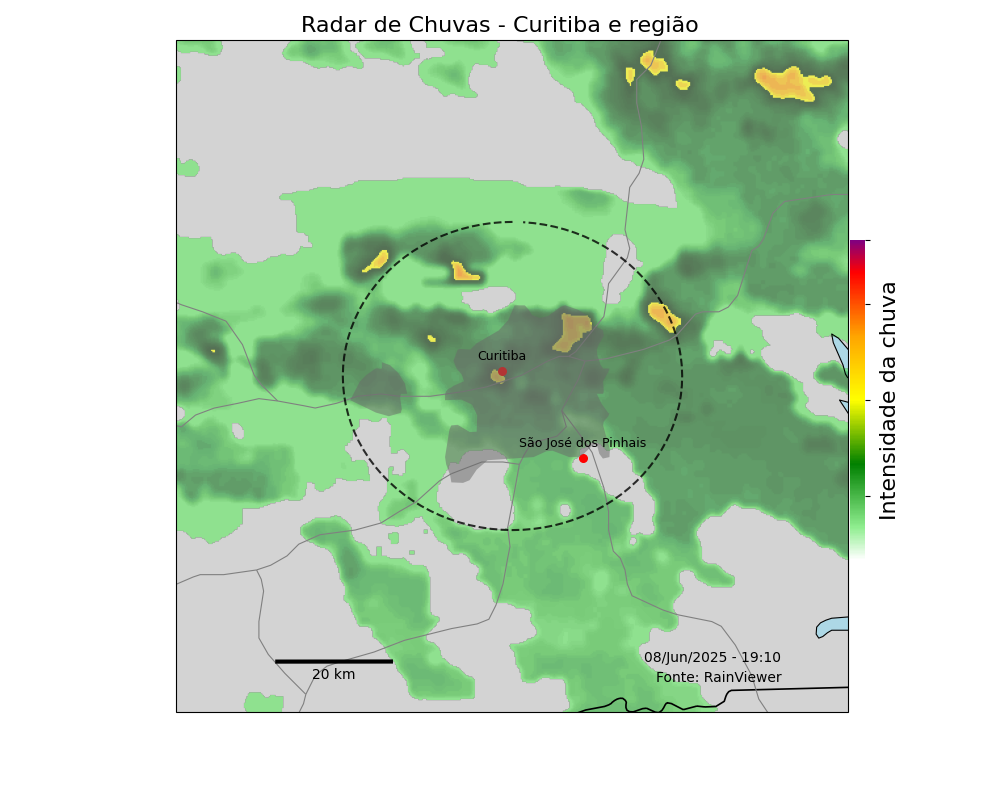 Radar de Chuvas - Curitiba e região
Curitiba
São José dos Pinhais
Intensidade da chuva
20 km
08/Jun/2025 - 19:10
Fonte: RainViewer